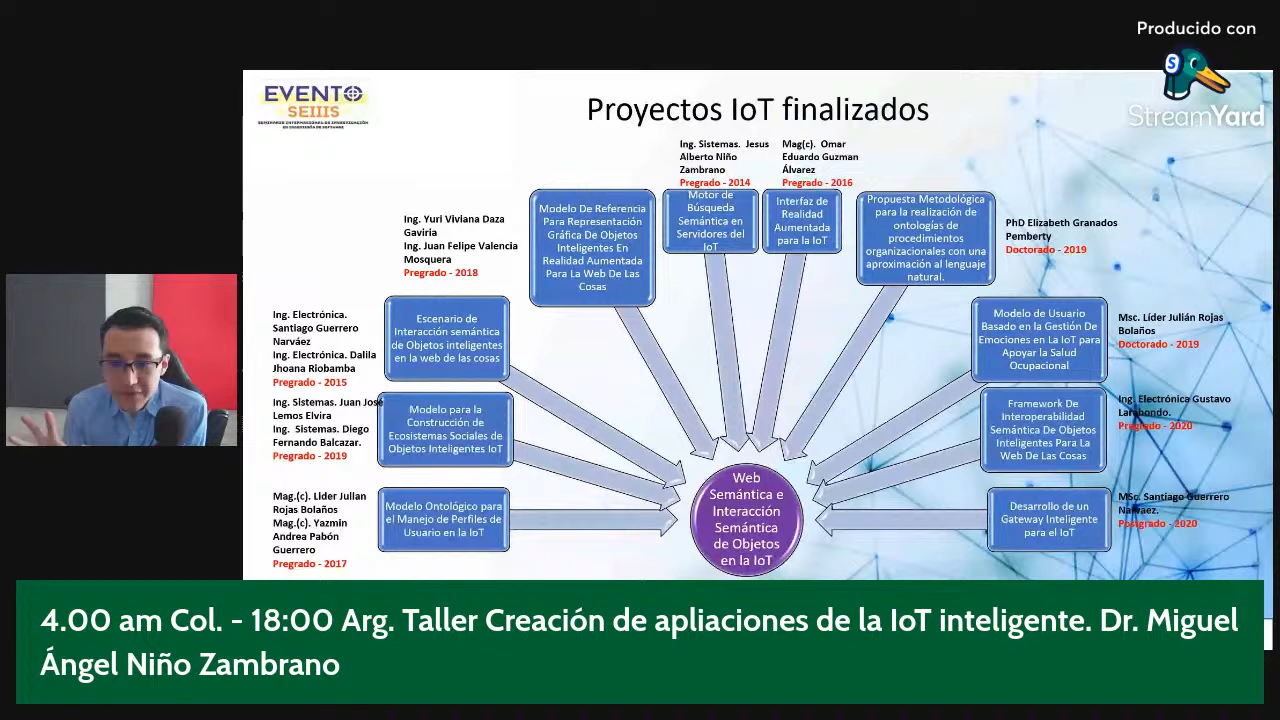 Producido con
StreamYard
EVENTO
SEIIS
SEMINARIO INTERNACIONAL DE INVESTIGACIÓN
EN INGENIERÍA DE SOFTWARE
Proyectos IoT finalizados
Ing. Sistemas. Jesus
Alberto Niño
Zambrano
Pregrado - 2014
Mag(c). Omar
Eduardo Guzman
Álvarez
Pregrado - 2016
Ing. Yuri Viviana Daza
Gaviria
Ing. Juan Felipe Valencia
Mosquera
Pregrado - 2018
Modelo De Referencia
Para Representación
Gráfica De Objetos
Inteligentes En
Realidad Aumentada
Para La Web De Las
Cosas
Motor de
Búsqueda
Semántica en
Servidores del
IoT
Interfaz de
Realidad
Aumentada
para la IoT
Propuesta Metodológica
para la realización de
ontologías de
procedimientos
organizacionales con una
aproximación al lenguaje
natural.
PhD Elizabeth Granados
Pemberty
Doctorado - 2019
Ing. Electrónica.
Santiago Guerrero
Narváez
Ing. Electrónica. Dalila
Jhoana Riobamba
Pregrado - 2015
Escenario de
Interacción semántica
de Objetos inteligentes
en la web de las cosas
Modelo de Usuario
Basado en la Gestión De
Emociones en La IoT para
Apoyar la Salud
Ocupacional
Msc. Líder Julián Rojas
Bolaños
Doctorado - 2019
Ing. Sistemas. Juan José
Lemos Elvira
Ing. Sistemas. Diego
Fernando Balcazar.
Pregrado - 2019
Modelo para la
Construcción de
Ecosistemas Sociales de
Objetos Inteligentes IoT
Framework De
Interoperabilidad
Semántica De Objetos
Inteligentes Para La
Web De Las Cosas
Ing. Electrónica Gustavo
Larahondo.
Pregrado - 2020
Mag.(c). Lider Julian
Rojas Bolaños
Mag.(c). Yazmin
Andrea Pabón
Guerrero
Pregrado - 2017
Modelo Ontológico para
el Manejo de Perfiles de
Usuario en la IoT
Web
Semántica e
Interacción
Semántica
de Objetos
en la IoT
Desarrollo de un
Gateway Inteligente
para el IoT
MSc. Santiago Guerrero
Narvaez.
Postgrado - 2020
4.00 am Col. - 18:00 Arg. Taller Creación de apliaciones de la IoT inteligente. Dr. Miguel
Ángel Niño Zambrano